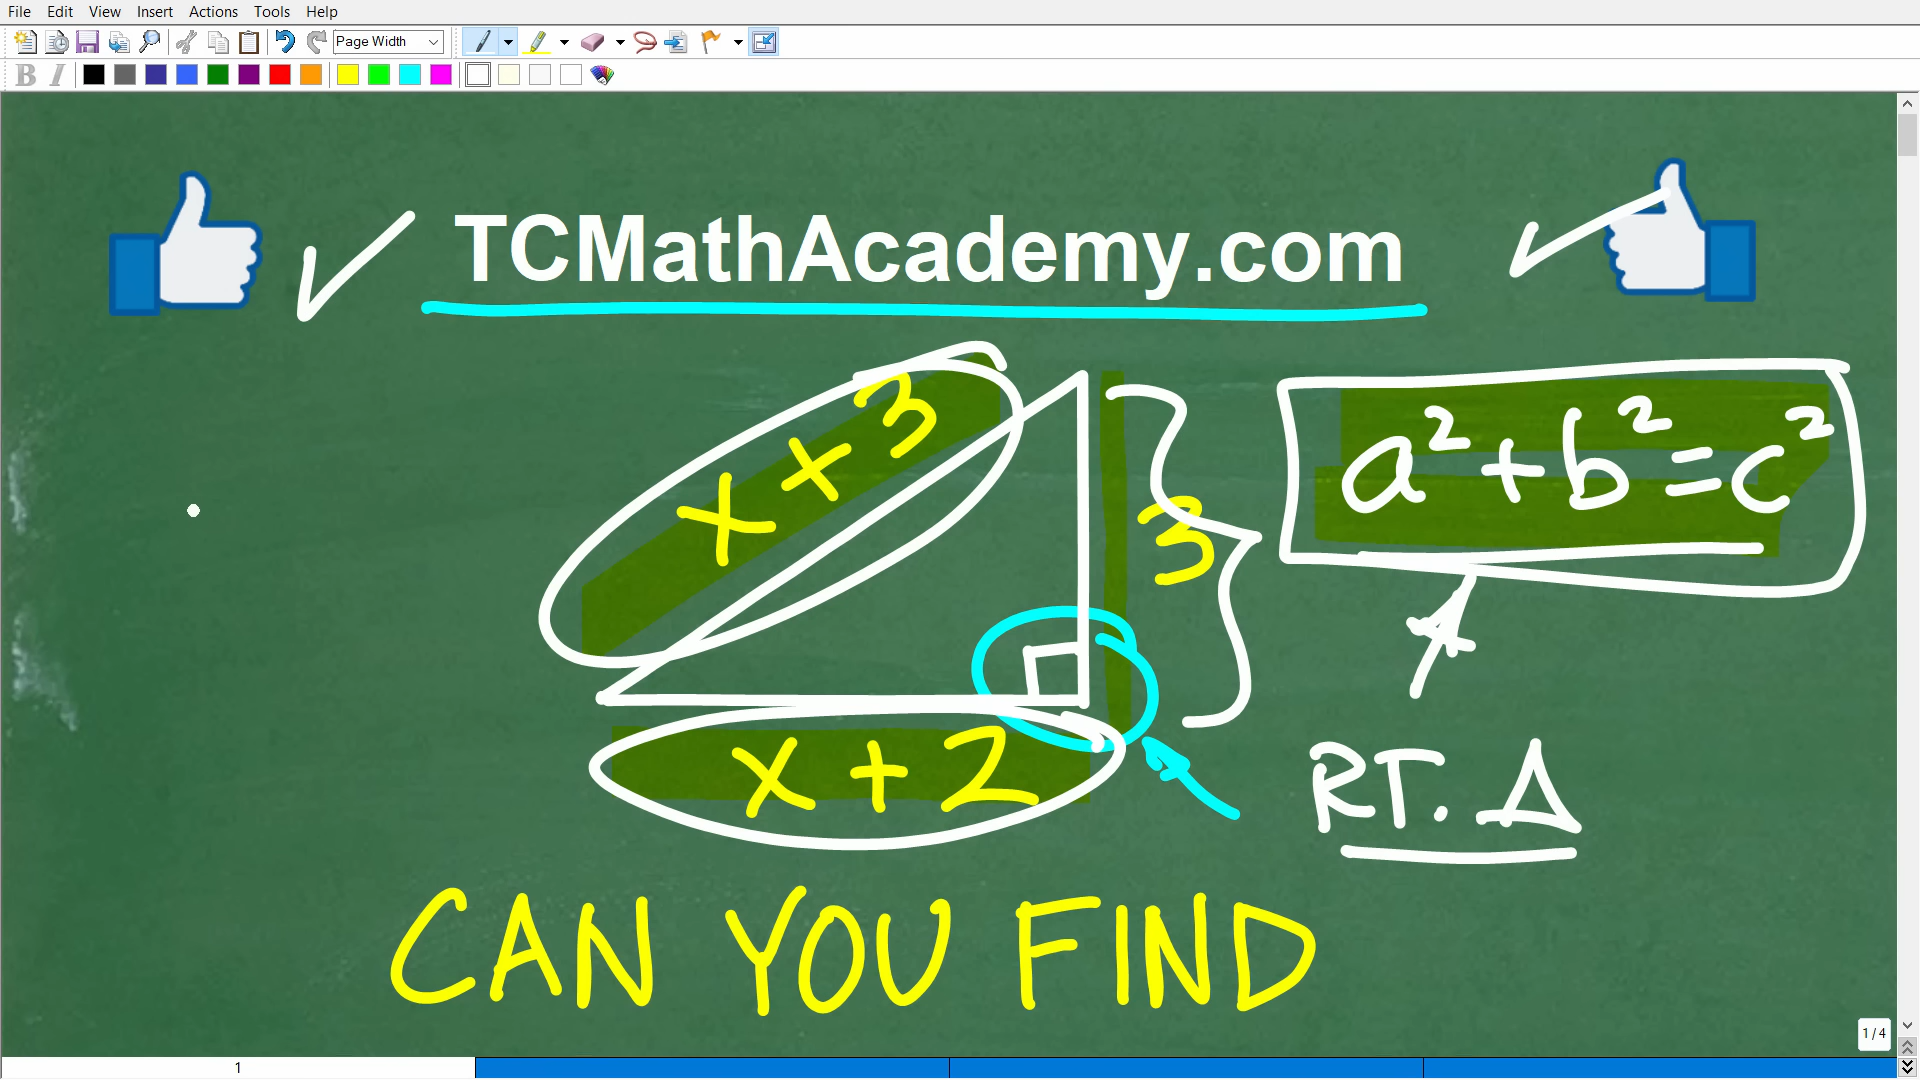 File Edit View Insert Actions Tools Help
Page Width
B I
TCMathAcademy.com
x + 3
a² + b² = c²
3
x + 2
RT. Δ
CAN YOU FIND
1 / 4
1